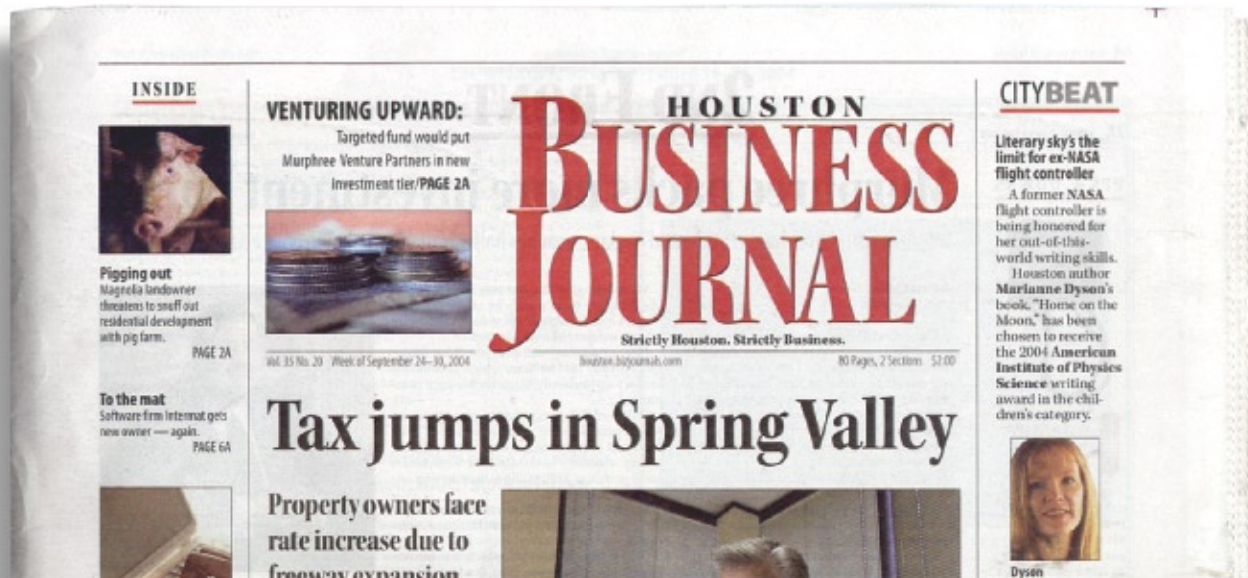 INSIDE
Pigging out
Magnolia landowner
threatens to snuff out
residential development
with pig farm.
PAGE 2A
To the mat
Software firm Intermat gets
new owner — again.
PAGE 6A
VENTURING UPWARD:
Targeted fund would put
Murphree Venture Partners in new
investment tier/PAGE 2A
HOUSTON
BUSINESS
JOURNAL
Strictly Houston. Strictly Business.
Vol. 35 No. 20 Week of September 24–30, 2004
houston.bizjournals.com
80 Pages, 2 Sections $2.00
Tax jumps in Spring Valley
Property owners face
rate increase due to
freeway expansion
CITYBEAT
Literary sky's the
limit for ex-NASA
flight controller
A former NASA
flight controller is
being honored for
her out-of-this-
world writing skills.
Houston author
Marianne Dyson's
book, "Home on the
Moon," has been
chosen to receive
the 2004 American
Institute of Physics
Science writing
award in the chil-
dren's category.
Dyson